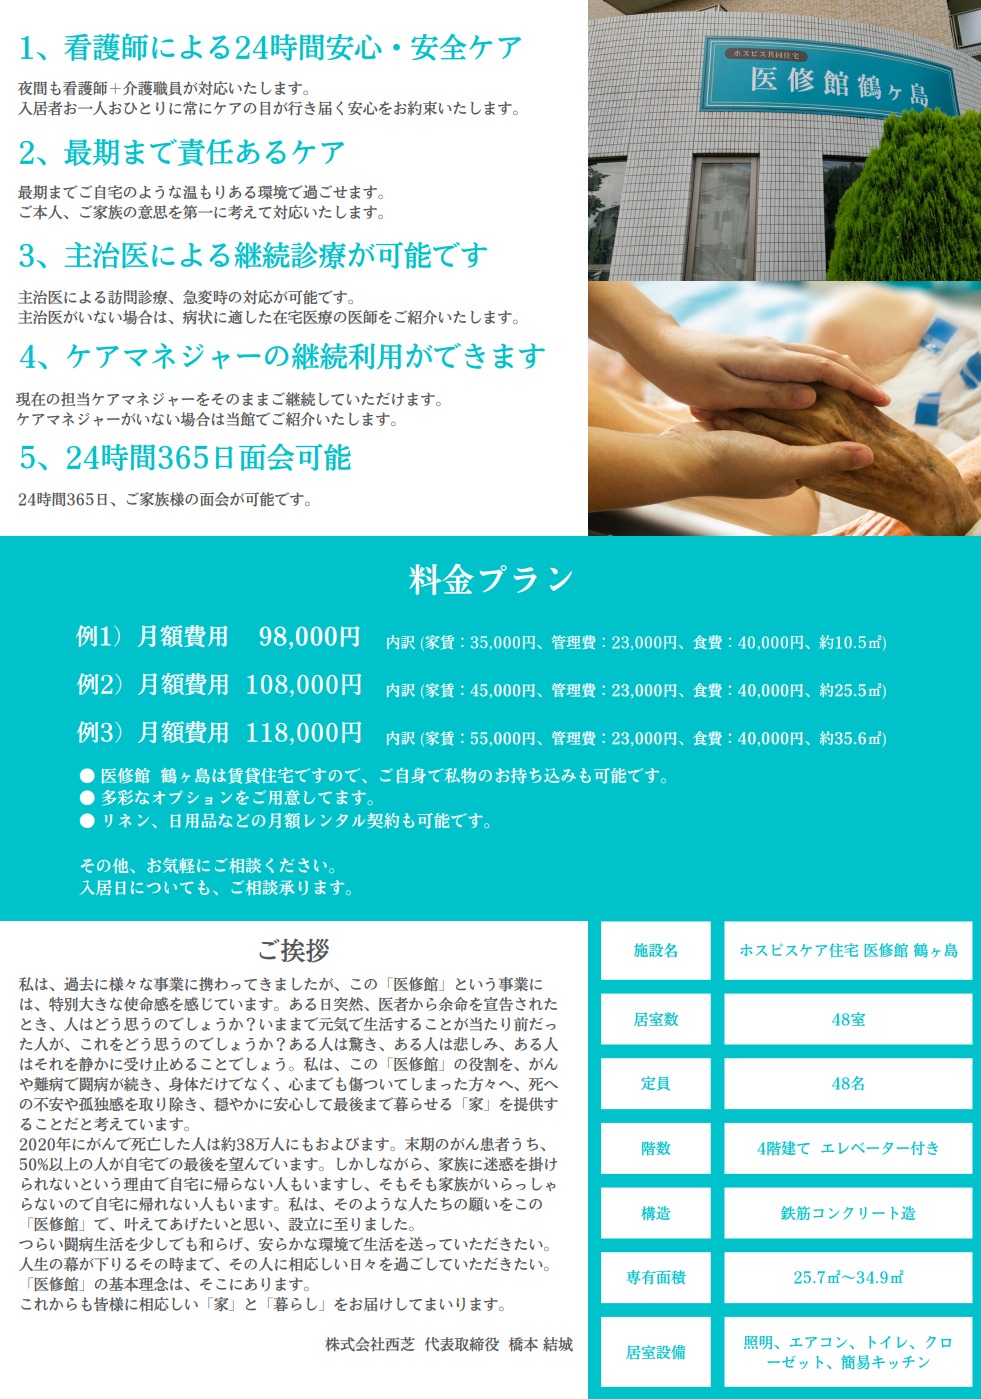 1、看護師による24時間安心・安全ケア
夜間も看護師＋介護職員が対応いたします。
入居者お一人おひとりに常にケアの目が行き届く安心をお約束いたします。
2、最期まで責任あるケア
最期までご自宅のような温もりある環境で過ごせます。
ご本人、ご家族の意思を第一に考えて対応いたします。
3、主治医による継続診療が可能です
主治医による訪問診療、急変時の対応が可能です。
主治医がいない場合は、病状に適した在宅医療の医師をご紹介いたします。
4、ケアマネジャーの継続利用ができます
現在の担当ケアマネジャーをそのままご継続していただけます。
ケアマネジャーがいない場合は当館でご紹介いたします。
5、24時間365日面会可能
24時間365日、ご家族様の面会が可能です。
ホスピス共同住宅
医修館鶴ヶ島
料金プラン
例1）月額費用 98,000円 内訳 (家賃：35,000円、管理費：23,000円、食費：40,000円、約10.5㎡)
例2）月額費用 108,000円 内訳 (家賃：45,000円、管理費：23,000円、食費：40,000円、約25.5㎡)
例3）月額費用 118,000円 内訳 (家賃：55,000円、管理費：23,000円、食費：40,000円、約35.6㎡)
● 医修館 鶴ヶ島は賃貸住宅ですので、ご自身で私物のお持ち込みも可能です。
● 多彩なオプションをご用意してます。
● リネン、日用品などの月額レンタル契約も可能です。
その他、お気軽にご相談ください。
入居日についても、ご相談承ります。
ご挨拶
私は、過去に様々な事業に携わってきましたが、この「医修館」という事業に
は、特別大きな使命感を感じています。ある日突然、医者から余命を宣告された
とき、人はどう思うのでしょうか？いままで元気で生活することが当たり前だっ
た人が、これをどう思うのでしょうか？ある人は驚き、ある人は悲しみ、ある人
はそれを静かに受け止めることでしょう。私は、この「医修館」の役割を、がん
や難病で闘病が続き、身体だけでなく、心までも傷ついてしまった方々へ、死へ
の不安や孤独感を取り除き、穏やかに安心して最後まで暮らせる「家」を提供す
ることだと考えています。
2020年にがんで死亡した人は約38万人にもおよびます。末期のがん患者うち、
50%以上の人が自宅での最後を望んでいます。しかしながら、家族に迷惑を掛け
られないという理由で自宅に帰らない人もいますし、そもそも家族がいらっしゃ
らないので自宅に帰れない人もいます。私は、そのような人たちの願いをこの
「医修館」で、叶えてあげたいと思い、設立に至りました。
つらい闘病生活を少しでも和らげ、安らかな環境で生活を送っていただきたい。
人生の幕が下りるその時まで、その人に相応しい日々を過ごしていただきたい。
「医修館」の基本理念は、そこにあります。
これからも皆様に相応しい「家」と「暮らし」をお届けしてまいります。
株式会社西芝 代表取締役 橋本 結城
施設名 ホスピスケア住宅 医修館 鶴ヶ島
居室数 48室
定員 48名
階数 4階建て エレベーター付き
構造 鉄筋コンクリート造
専有面積 25.7㎡〜34.9㎡
居室設備 照明、エアコン、トイレ、クロ
ーゼット、簡易キッチン